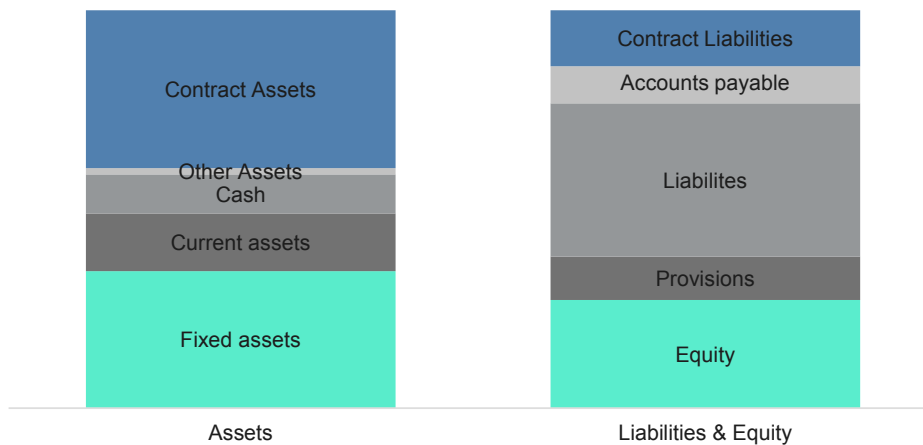 Contract Assets
Other Assets
Cash
Current assets
Fixed assets
Assets
Contract Liabilities
Accounts payable
Liabilites
Provisions
Equity
Liabilities & Equity